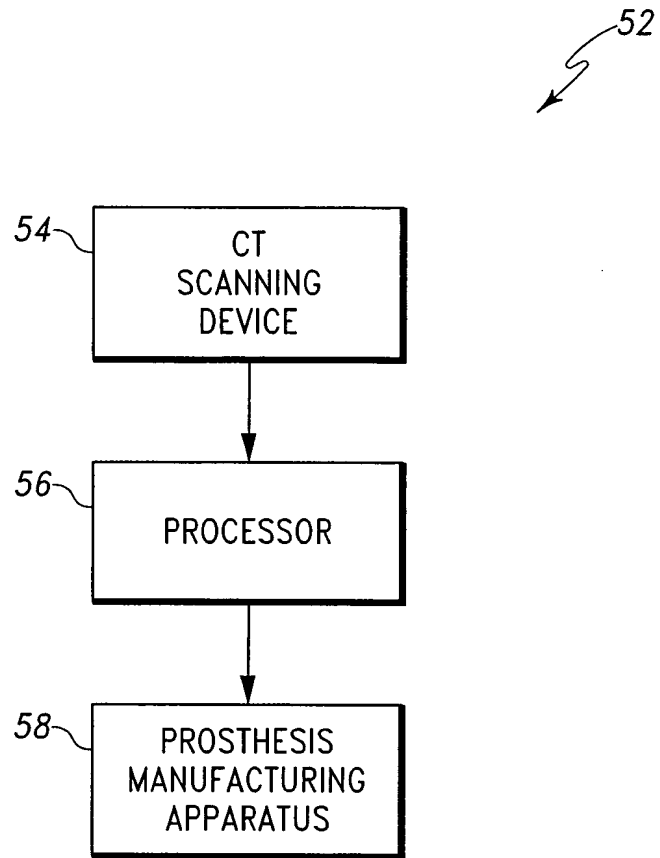 52
54
CT
SCANNING
DEVICE
56
PROCESSOR
58
PROSTHESIS
MANUFACTURING
APPARATUS